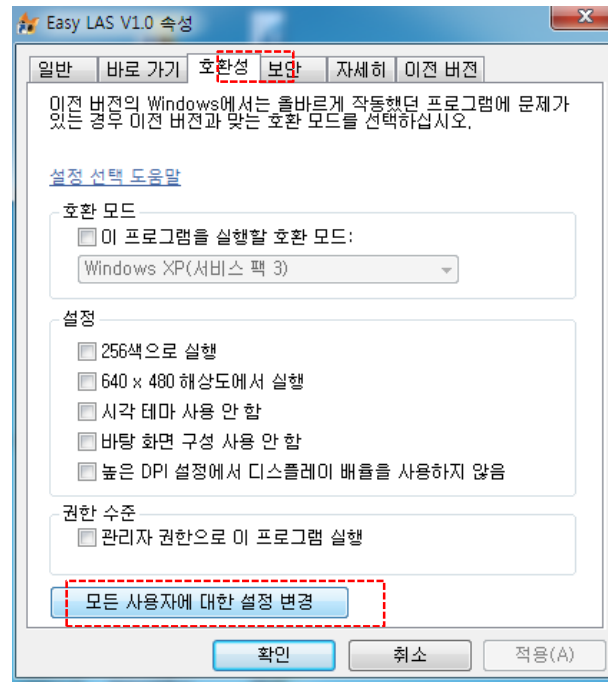 Easy LAS V1.0 속성
일반 바로 가기 호환성 보안 자세히 이전 버전
이전 버전의 Windows에서는 올바르게 작동했던 프로그램에 문제가
있는 경우 이전 버전과 맞는 호환 모드를 선택하십시오.
설정 선택 도움말
호환 모드
이 프로그램을 실행할 호환 모드:
Windows XP(서비스 팩 3)
설정
256색으로 실행
640 x 480 해상도에서 실행
시각 테마 사용 안 함
바탕 화면 구성 사용 안 함
높은 DPI 설정에서 디스플레이 배율을 사용하지 않음
권한 수준
관리자 권한으로 이 프로그램 실행
모든 사용자에 대한 설정 변경
확인 취소 적용(A)